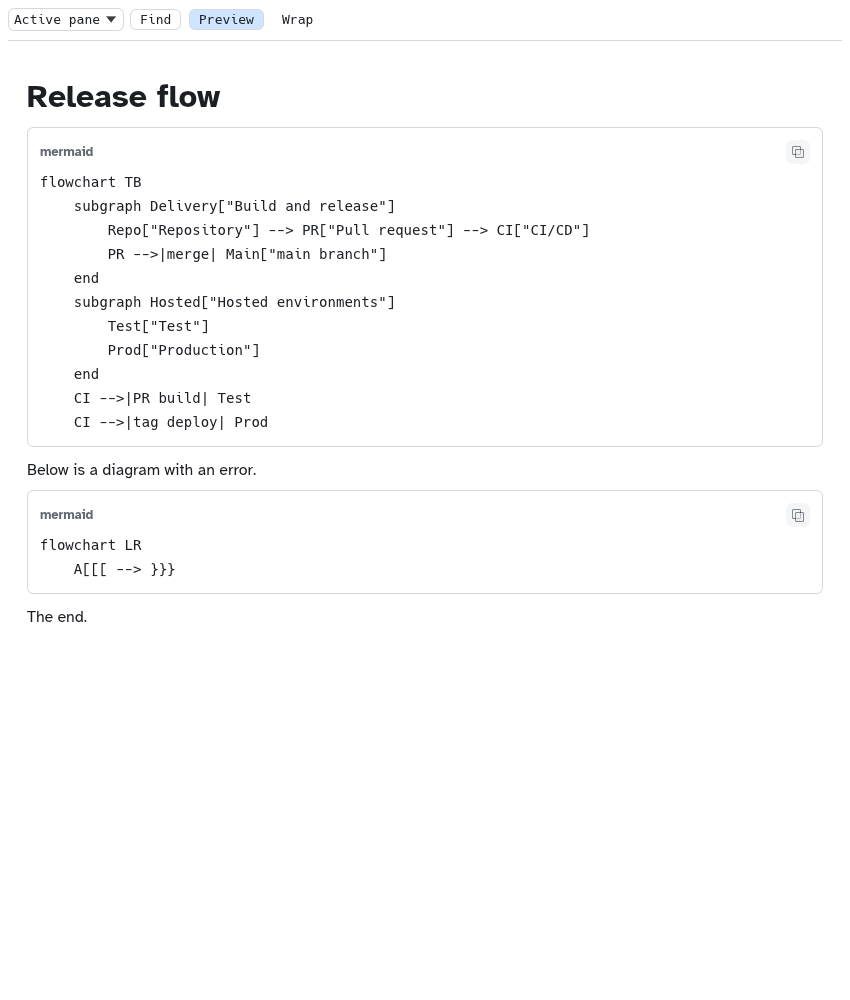 Active pane Find Preview Wrap
Release flow
mermaid
flowchart TB
    subgraph Delivery["Build and release"]
        Repo["Repository"] --> PR["Pull request"] --> CI["CI/CD"]
        PR -->|merge| Main["main branch"]
    end
    subgraph Hosted["Hosted environments"]
        Test["Test"]
        Prod["Production"]
    end
    CI -->|PR build| Test
    CI -->|tag deploy| Prod
Below is a diagram with an error.
mermaid
flowchart LR
    A[[[ --> }}}
The end.